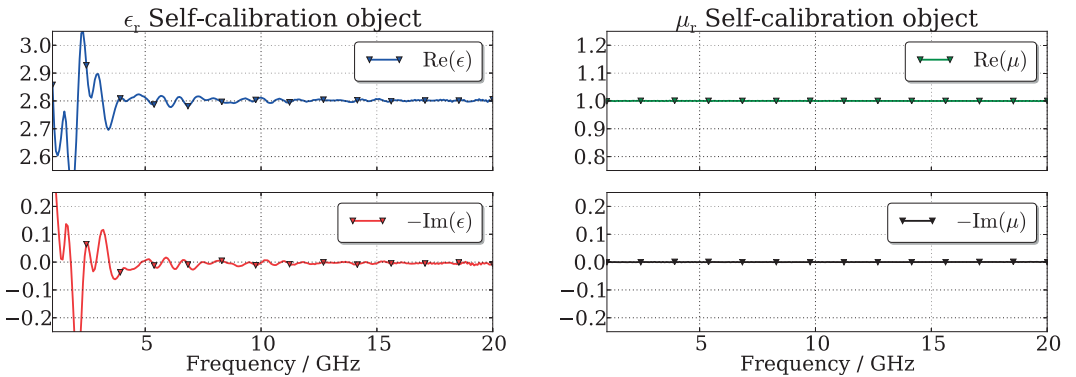 ϵr Self-calibration object
3.0
2.9
2.8
2.7
2.6
Re(ϵ)
0.2
0.1
0.0
−0.1
−0.2
−Im(ϵ)
5 10 15 20
Frequency / GHz
μr Self-calibration object
1.2
1.1
1.0
0.9
0.8
Re(μ)
0.2
0.1
0.0
−0.1
−0.2
−Im(μ)
5 10 15 20
Frequency / GHz